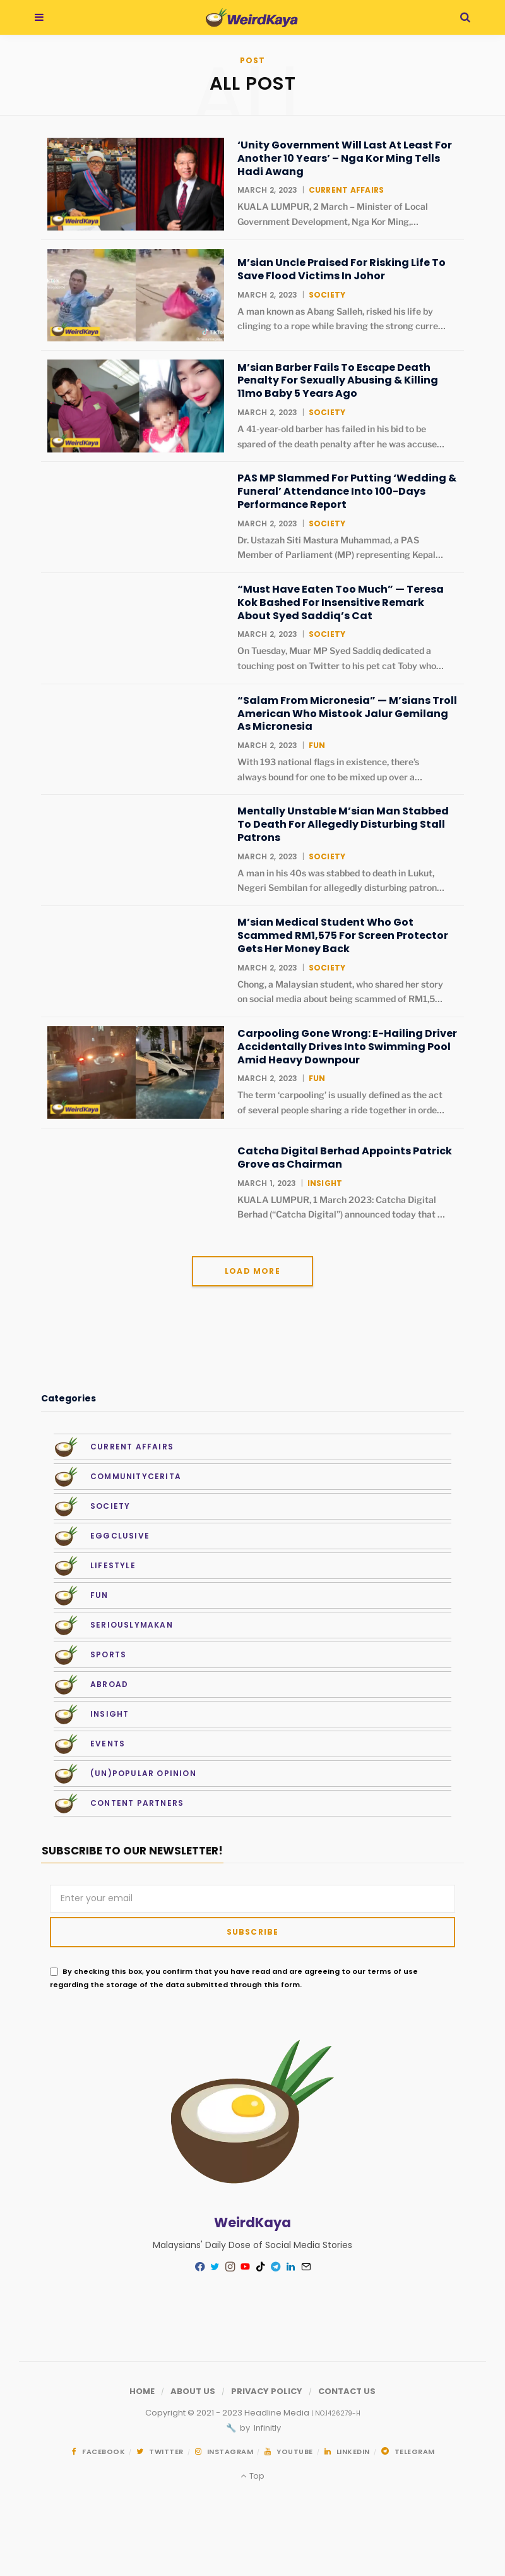 WeirdKaya
POST
ALL POST
‘Unity Government Will Last At Least For
Another 10 Years’ – Nga Kor Ming Tells
Hadi Awang
MARCH 2, 2023 | CURRENT AFFAIRS
KUALA LUMPUR, 2 March – Minister of Local
Government Development, Nga Kor Ming,...
WeirdKaya
M’sian Uncle Praised For Risking Life To
Save Flood Victims In Johor
MARCH 2, 2023 | SOCIETY
A man known as Abang Salleh, risked his life by
clinging to a rope while braving the strong curre...
WeirdKaya
M’sian Barber Fails To Escape Death
Penalty For Sexually Abusing & Killing
11mo Baby 5 Years Ago
MARCH 2, 2023 | SOCIETY
A 41-year-old barber has failed in his bid to be
spared of the death penalty after he was accuse...
WeirdKaya
PAS MP Slammed For Putting ‘Wedding &
Funeral’ Attendance Into 100-Days
Performance Report
MARCH 2, 2023 | SOCIETY
Dr. Ustazah Siti Mastura Muhammad, a PAS
Member of Parliament (MP) representing Kepal...
“Must Have Eaten Too Much” — Teresa
Kok Bashed For Insensitive Remark
About Syed Saddiq’s Cat
MARCH 2, 2023 | SOCIETY
On Tuesday, Muar MP Syed Saddiq dedicated a
touching post on Twitter to his pet cat Toby who...
“Salam From Micronesia” — M’sians Troll
American Who Mistook Jalur Gemilang
As Micronesia
MARCH 2, 2023 | FUN
With 193 national flags in existence, there’s
always bound for one to be mixed up over a...
Mentally Unstable M’sian Man Stabbed
To Death For Allegedly Disturbing Stall
Patrons
MARCH 2, 2023 | SOCIETY
A man in his 40s was stabbed to death in Lukut,
Negeri Sembilan for allegedly disturbing patron...
M’sian Medical Student Who Got
Scammed RM1,575 For Screen Protector
Gets Her Money Back
MARCH 2, 2023 | SOCIETY
Chong, a Malaysian student, who shared her story
on social media about being scammed of RM1,5...
Carpooling Gone Wrong: E-Hailing Driver
Accidentally Drives Into Swimming Pool
Amid Heavy Downpour
MARCH 2, 2023 | FUN
The term ‘carpooling’ is usually defined as the act
of several people sharing a ride together in orde...
WeirdKaya
Catcha Digital Berhad Appoints Patrick
Grove as Chairman
MARCH 1, 2023 | INSIGHT
KUALA LUMPUR, 1 March 2023: Catcha Digital
Berhad (“Catcha Digital”) announced today that ...
LOAD MORE
Categories
CURRENT AFFAIRS
COMMUNITYCERITA
SOCIETY
EGGCLUSIVE
LIFESTYLE
FUN
SERIOUSLYMAKAN
SPORTS
ABROAD
INSIGHT
EVENTS
(UN)POPULAR OPINION
CONTENT PARTNERS
SUBSCRIBE TO OUR NEWSLETTER!
Enter your email
SUBSCRIBE
By checking this box, you confirm that you have read and are agreeing to our terms of use
regarding the storage of the data submitted through this form.
WeirdKaya
Malaysians' Daily Dose of Social Media Stories
HOME / ABOUT US / PRIVACY POLICY / CONTACT US
Copyright © 2021 - 2023 Headline Media | NO.1426279-H
🔧 by Infinitly
FACEBOOK / TWITTER / INSTAGRAM / YOUTUBE / LINKEDIN / TELEGRAM
Top